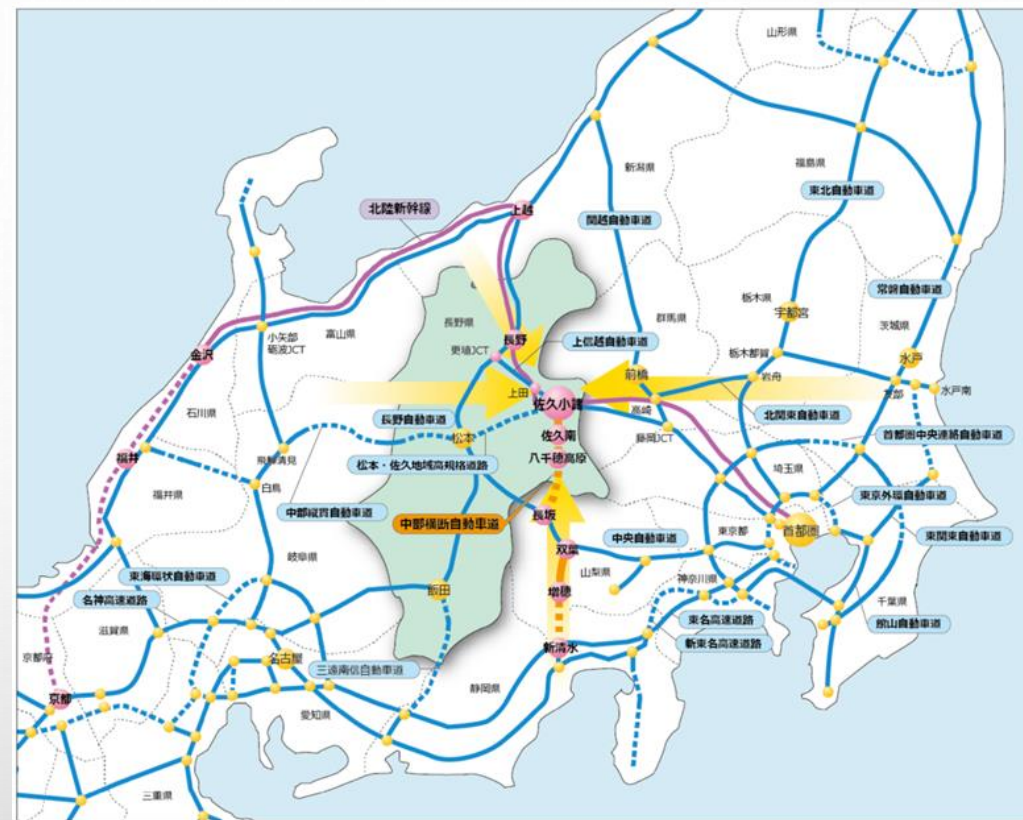 山形県
新潟県
福島県
東北自動車道
北陸新幹線
上越
関越自動車道
常磐自動車道
栃木県
宇都宮
茨城県
群馬県
長野県
長野
上信越自動車道
更埴JCT
富山県
小矢部
砺波JCT
金沢
栃木都賀
水戸
前橋
岩舟
友部
水戸南
上田
佐久小諸
高崎
北関東自動車道
石川県
長野自動車道
藤岡JCT
首都圏中央連絡自動車道
松本
佐久南
福井
飛騨清見
松本・佐久地域高規格道路
八千穂高原
埼玉県
白鳥
福井県
東京外環自動車道
中部縦貫自動車道
中部横断自動車道
長坂
東京都
首都圏
中央自動車道
東関東自動車道
双葉
岐阜県
山梨県
神奈川県
東海環状自動車道
飯田
増穂
名神高速道路
千葉県
東名高速道路
館山自動車道
滋賀県
新東名高速道路
新清水
京都府
名古屋
三遠南信自動車道
静岡県
京都
愛知県
三重県